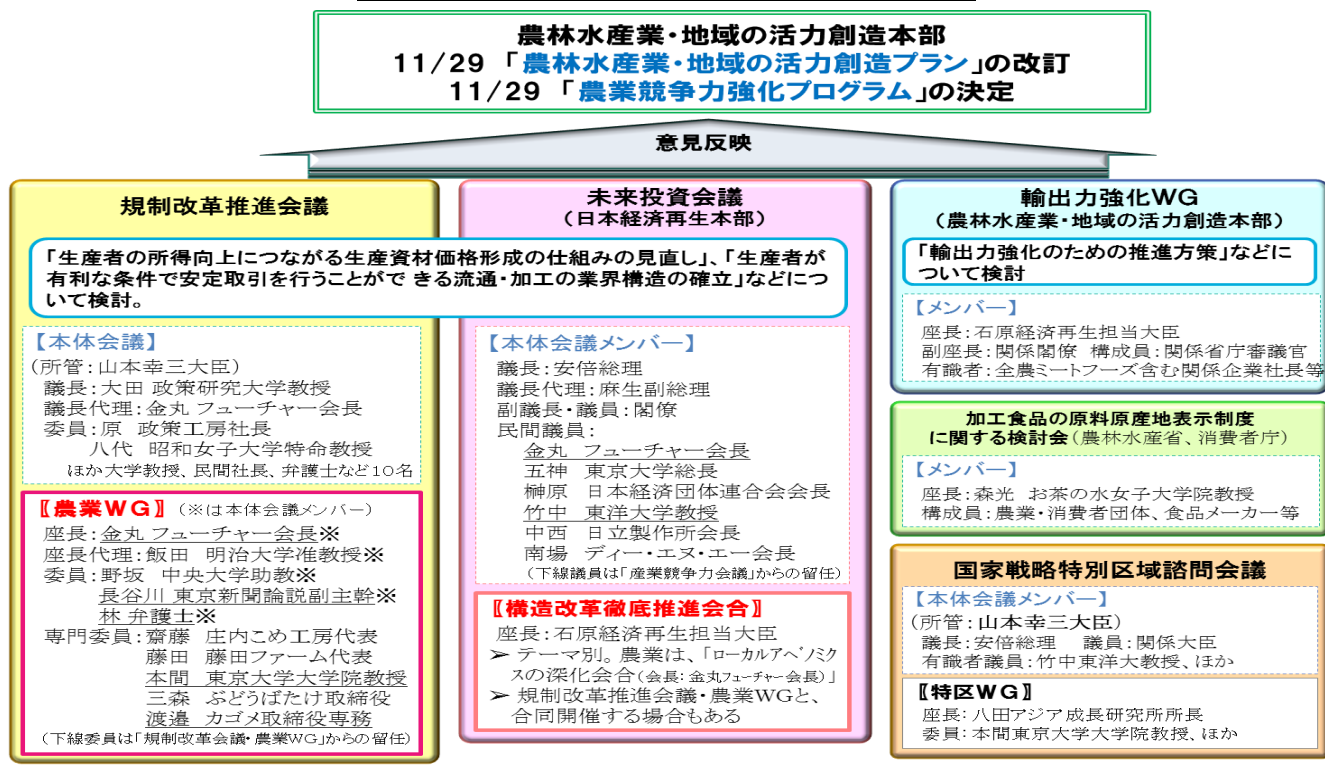 農林水産業・地域の活力創造本部
11/29 「農林水産業・地域の活力創造プラン」の改訂
11/29 「農業競争力強化プログラム」の決定
意見反映
規制改革推進会議
未来投資会議
(日本経済再生本部)
「生産者の所得向上につながる生産資材価格形成の仕組みの見直し」、「生産者が
有利な条件で安定取引を行うことがで きる流通・加工の業界構造の確立」などにつ
いて検討。
【本体会議】
(所管:山本幸三大臣)
議長:大田 政策研究大学教授
議長代理:金丸 フューチャー会長
委員:原 政策工房社長
八代 昭和女子大学特命教授
ほか大学教授、民間社長、弁護士など10名
〖農業WG〗(※は本体会議メンバー)
座長:金丸 フューチャー会長※
座長代理:飯田 明治大学准教授※
委員:野坂 中央大学助教※
長谷川 東京新聞論説副主幹※
林 弁護士※
専門委員:齋藤 庄内こめ工房代表
藤田 藤田ファーム代表
本間 東京大学大学院教授
三森 ぶどうばたけ取締役
渡邉 カゴメ取締役専務
(下線委員は「規制改革会議・農業WG」からの留任)
【本体会議メンバー】
議長:安倍総理
議長代理:麻生副総理
副議長・議員:閣僚
民間議員:
金丸 フューチャー会長
五神 東京大学総長
榊原 日本経済団体連合会会長
竹中 東洋大学教授
中西 日立製作所会長
南場 ディー・エヌ・エー会長
(下線議員は「産業競争力会議」からの留任)
〖構造改革徹底推進会合〗
座長:石原経済再生担当大臣
➢ テーマ別。農業は、「ローカルアベノミク
スの深化会合(会長:金丸フューチャー会長)」
➢ 規制改革推進会議・農業WGと、
合同開催する場合もある
輸出力強化WG
(農林水産業・地域の活力創造本部)
「輸出力強化のための推進方策」などに
ついて検討
【メンバー】
座長:石原経済再生担当大臣
副座長:関係閣僚 構成員:関係省庁審議官
有識者:全農ミートフーズ含む関係企業社長等
加工食品の原料原産地表示制度
に関する検討会(農林水産省、消費者庁)
【メンバー】
座長:森光 お茶の水女子大学院教授
構成員:農業・消費者団体、食品メーカー等
国家戦略特別区域諮問会議
【本体会議メンバー】
(所管:山本幸三大臣)
議長:安倍総理 議員:関係大臣
有識者議員:竹中東洋大教授、ほか
〖特区WG〗
座長:八田アジア成長研究所所長
委員:本間東京大学大学院教授、ほか